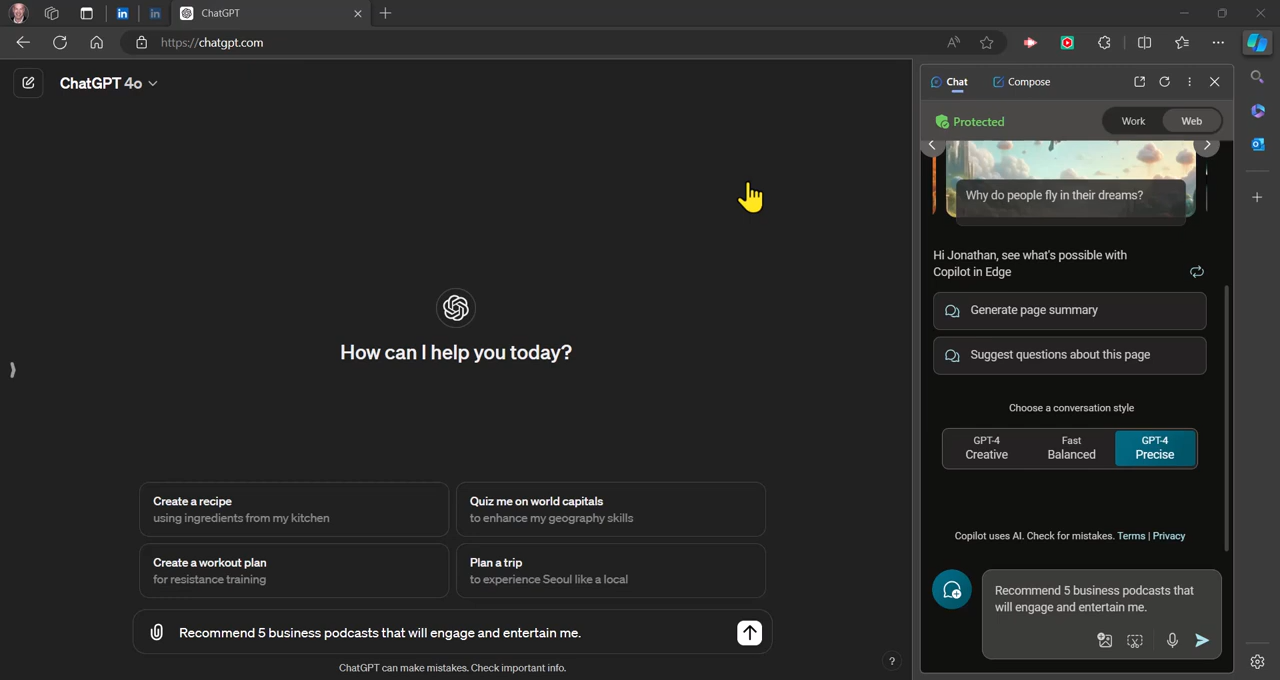 ChatGPT
https://chatgpt.com
ChatGPT 4o
How can I help you today?
Create a recipe
using ingredients from my kitchen
Quiz me on world capitals
to enhance my geography skills
Create a workout plan
for resistance training
Plan a trip
to experience Seoul like a local
Recommend 5 business podcasts that will engage and entertain me.
ChatGPT can make mistakes. Check important info.
?
Chat
Compose
Protected
Work
Web
Why do people fly in their dreams?
Hi Jonathan, see what's possible with
Copilot in Edge
Generate page summary
Suggest questions about this page
Choose a conversation style
GPT-4
Creative
Fast
Balanced
GPT-4
Precise
Copilot uses AI. Check for mistakes. Terms | Privacy
Recommend 5 business podcasts that
will engage and entertain me.